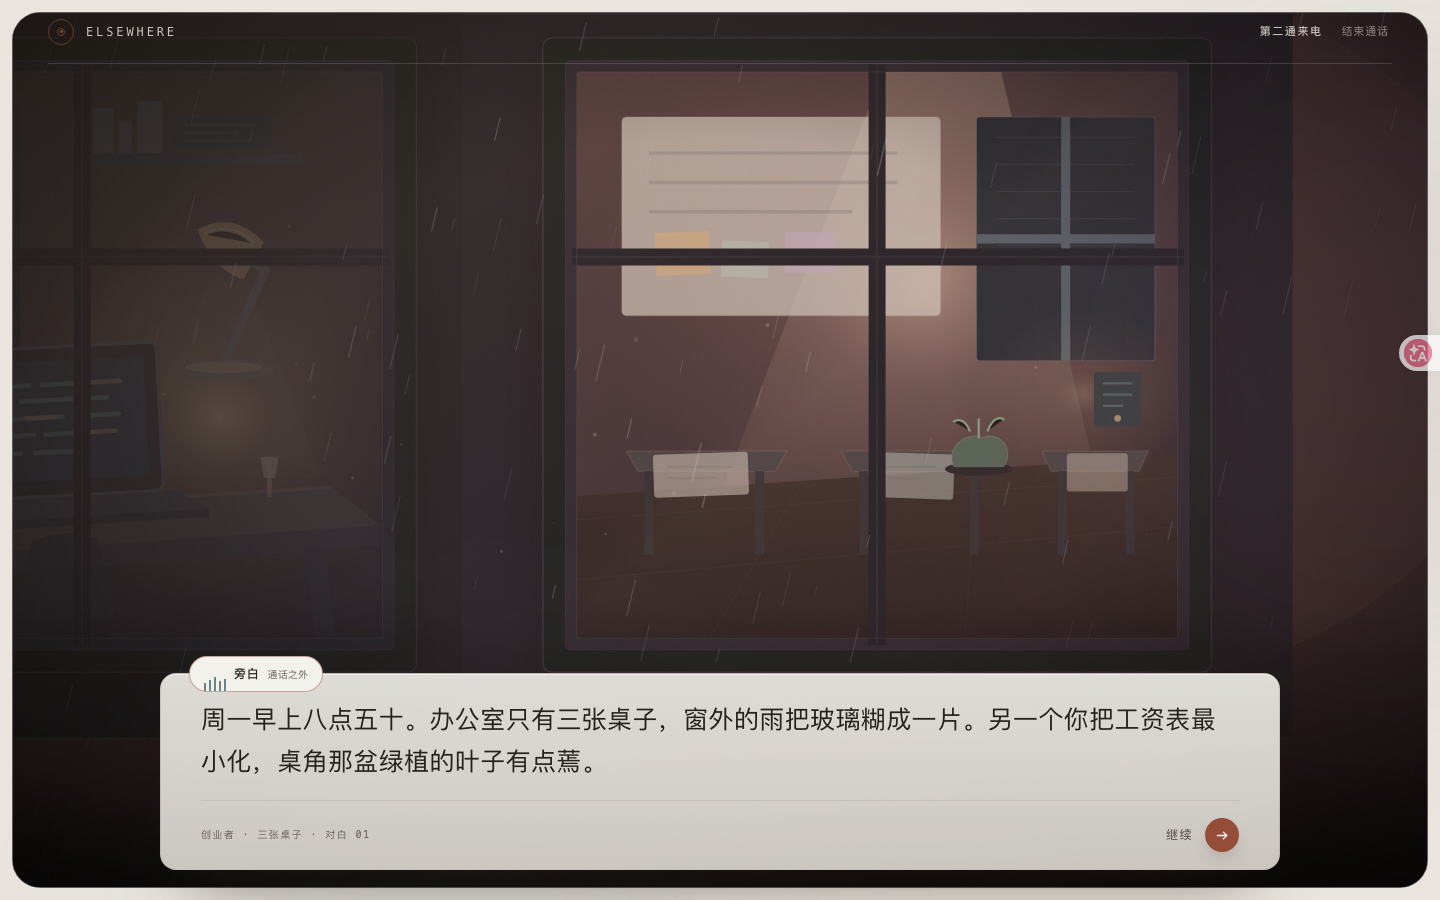 ELSEWHERE
第二通来电 结束通话
旁白 通话之外
周一早上八点五十。办公室只有三张桌子，窗外的雨把玻璃糊成一片。另一个你把工资表最
小化，桌角那盆绿植的叶子有点蔫。
创业者 · 三张桌子 · 对白 01
继续 →